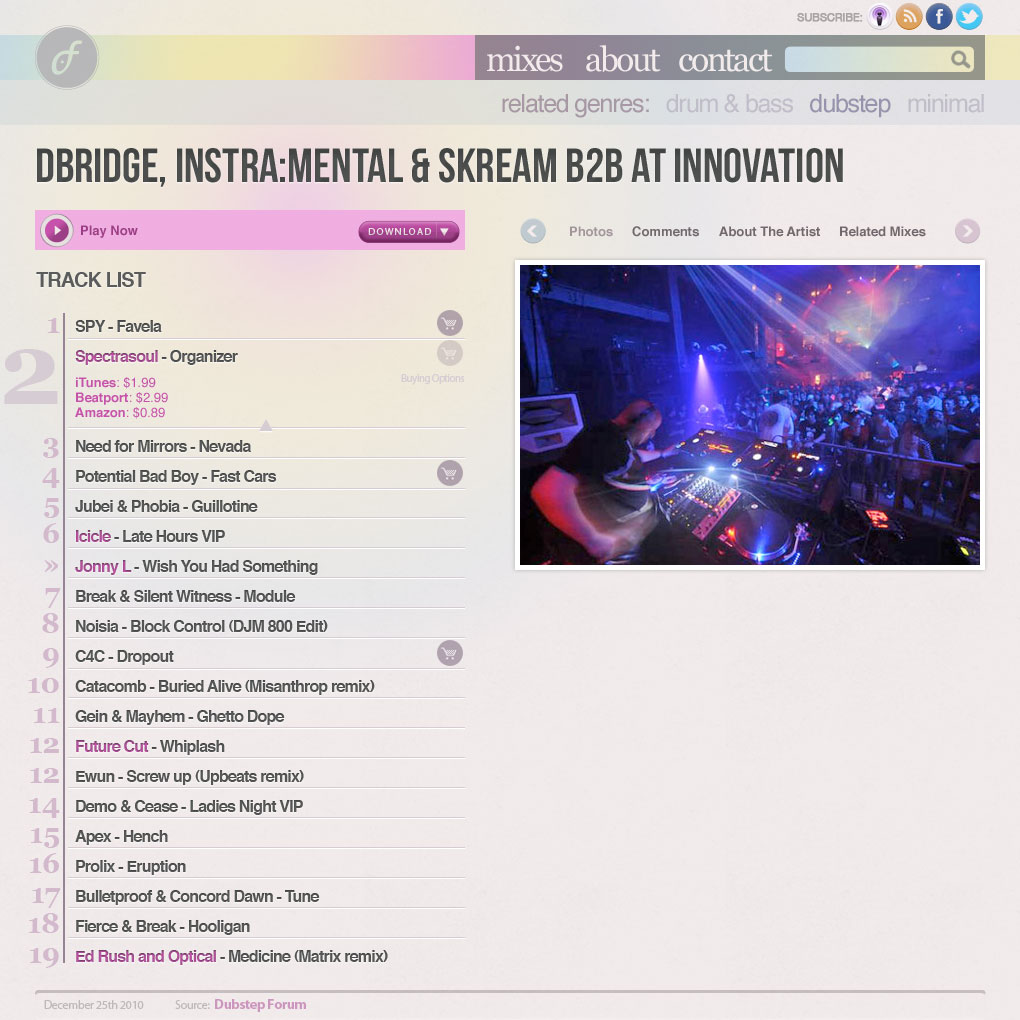 SUBSCRIBE:
f
mixes about contact
related genres: drum & bass dubstep minimal
DBRIDGE, INSTRA:MENTAL & SKREAM B2B AT INNOVATION
Play Now DOWNLOAD
Photos Comments About The Artist Related Mixes
TRACK LIST
1 SPY - Favela
2 Spectrasoul - Organizer
Buying Options
iTunes: $1.99
Beatport: $2.99
Amazon: $0.89
3 Need for Mirrors - Nevada
4 Potential Bad Boy - Fast Cars
5 Jubei & Phobia - Guillotine
6 Icicle - Late Hours VIP
» Jonny L - Wish You Had Something
7 Break & Silent Witness - Module
8 Noisia - Block Control (DJM 800 Edit)
9 C4C - Dropout
10 Catacomb - Buried Alive (Misanthrop remix)
11 Gein & Mayhem - Ghetto Dope
12 Future Cut - Whiplash
12 Ewun - Screw up (Upbeats remix)
14 Demo & Cease - Ladies Night VIP
15 Apex - Hench
16 Prolix - Eruption
17 Bulletproof & Concord Dawn - Tune
18 Fierce & Break - Hooligan
19 Ed Rush and Optical - Medicine (Matrix remix)
December 25th 2010 Source: Dubstep Forum